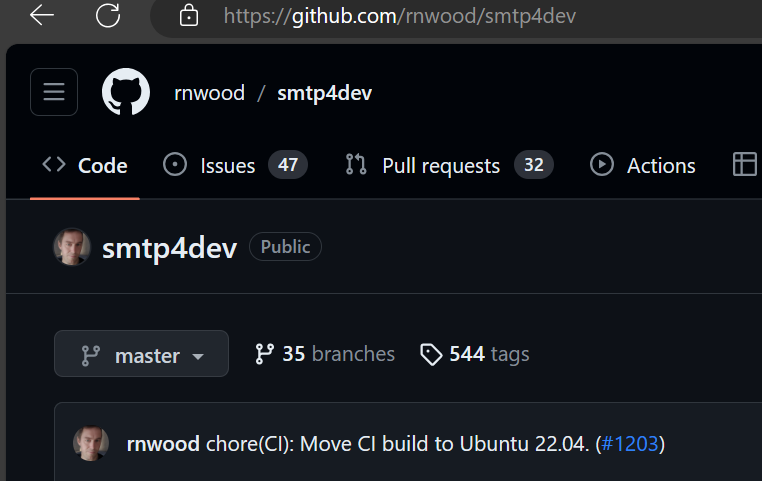 https://github.com/rnwood/smtp4dev
rnwood / smtp4dev
Code Issues 47 Pull requests 32 Actions
smtp4dev Public
master 35 branches 544 tags
rnwood chore(CI): Move CI build to Ubuntu 22.04. (#1203)